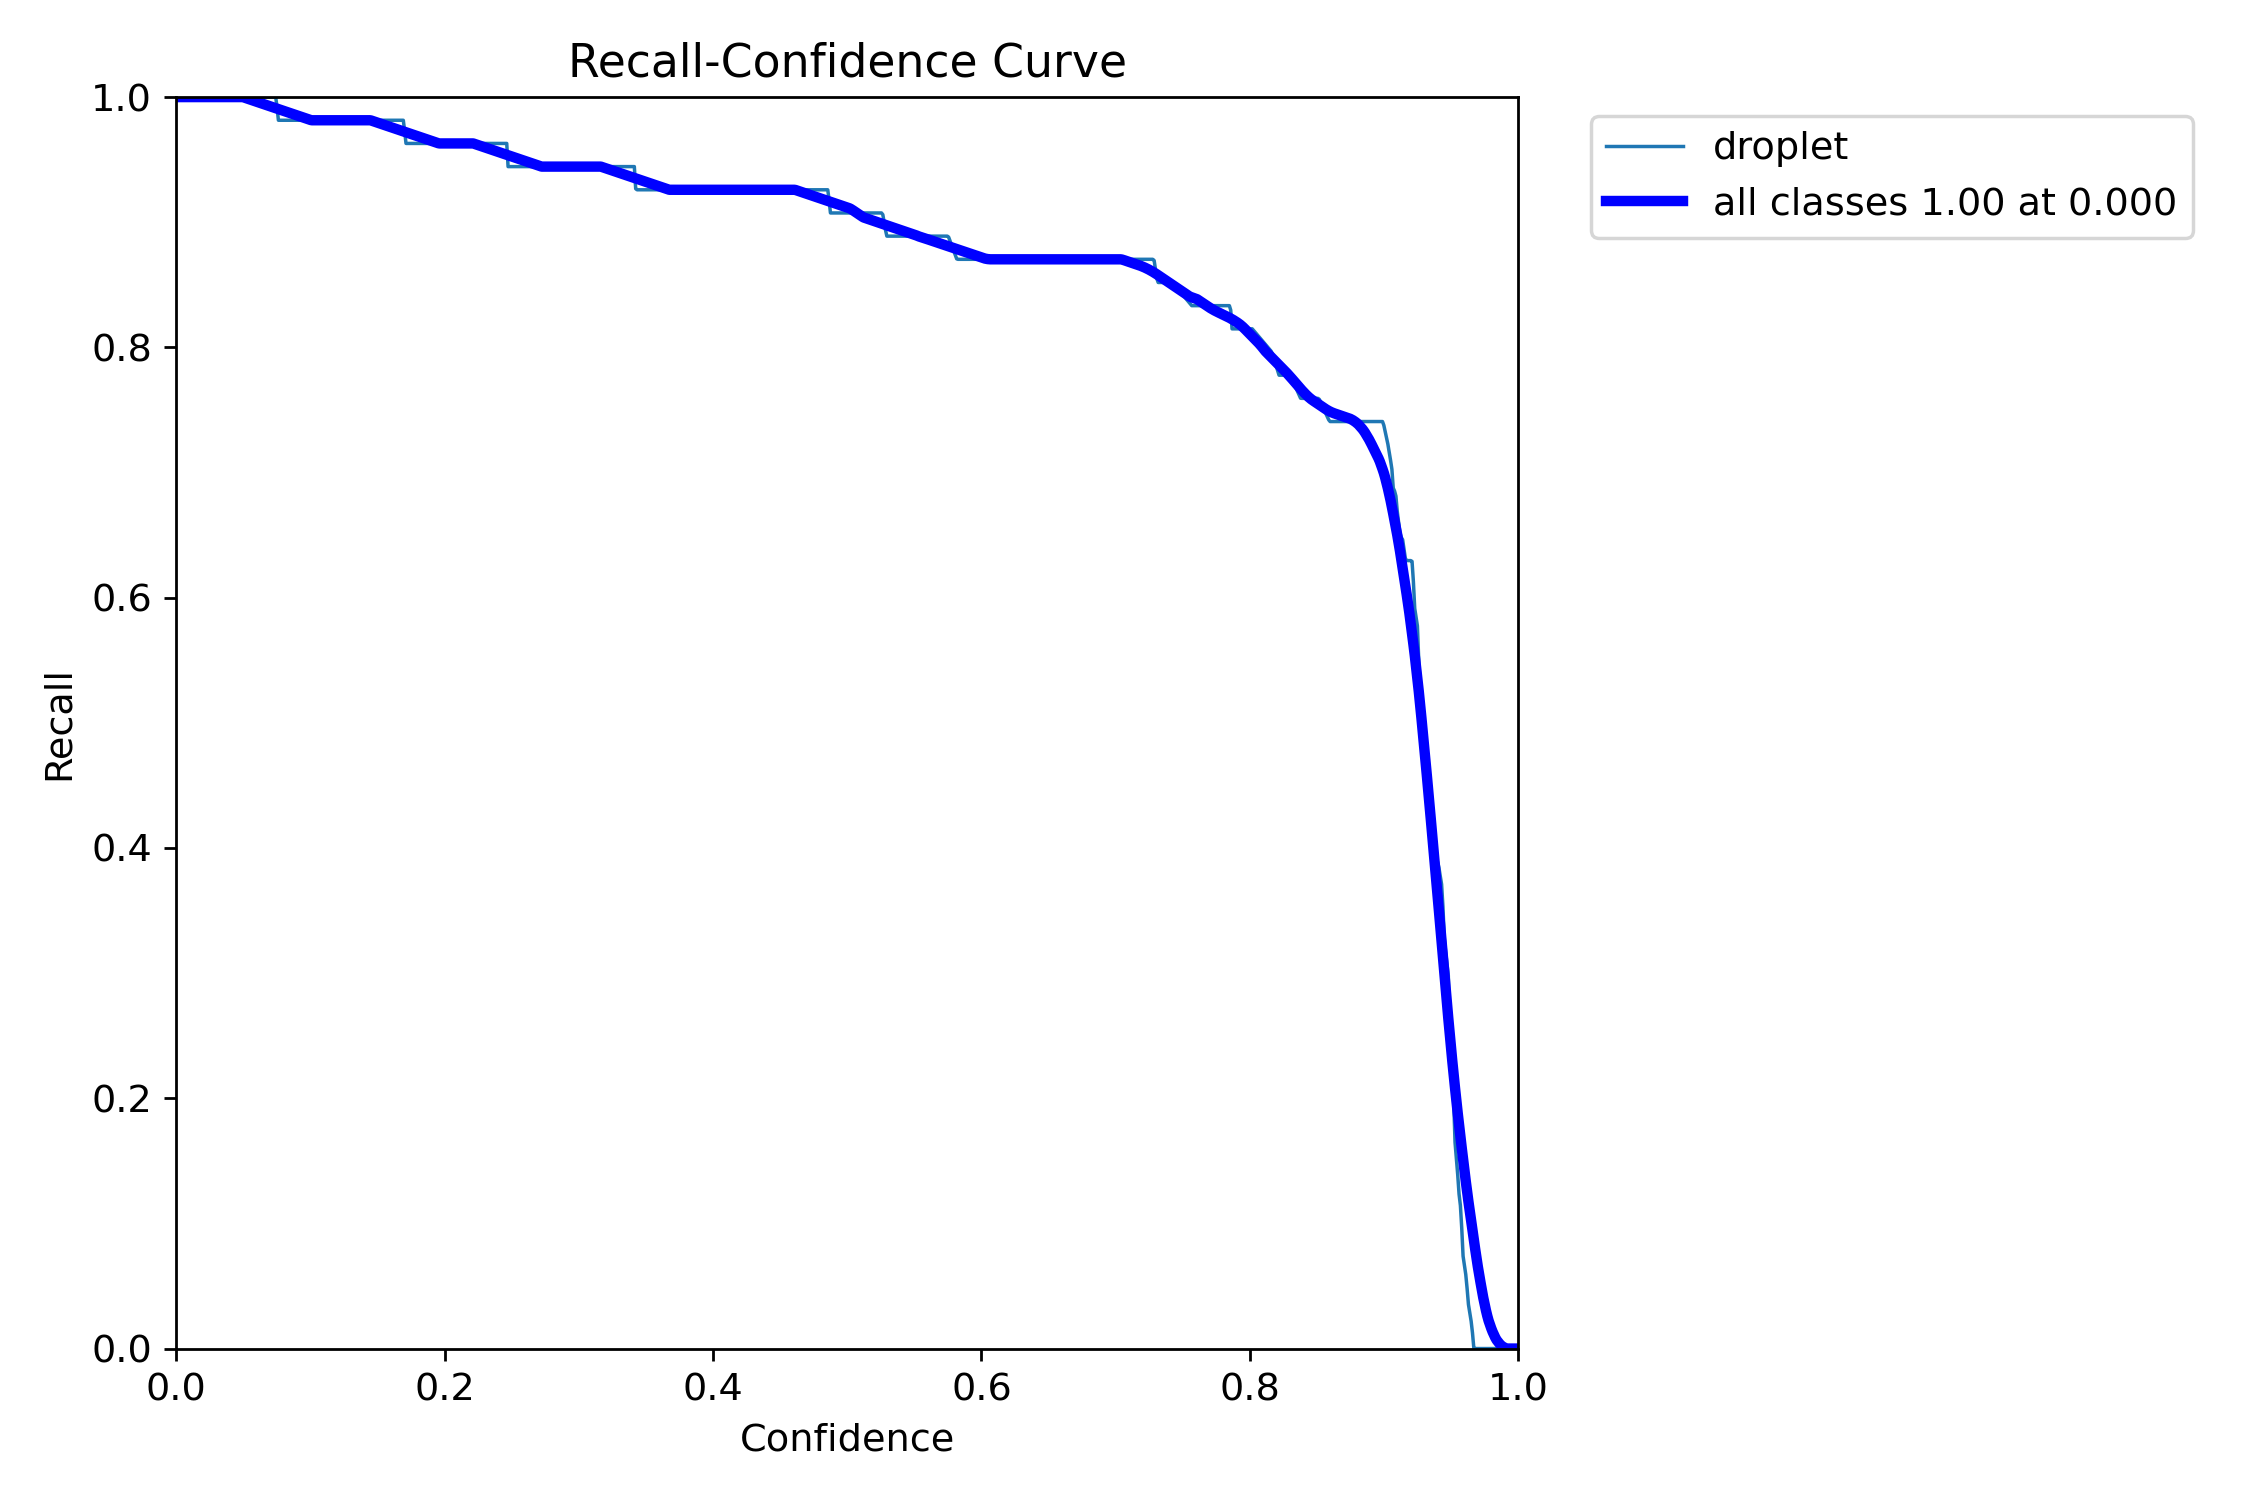 Recall-Confidence Curve
1.0
0.8
0.6
0.4
0.2
0.0
Recall
0.0 0.2 0.4 0.6 0.8 1.0
Confidence
droplet
all classes 1.00 at 0.000